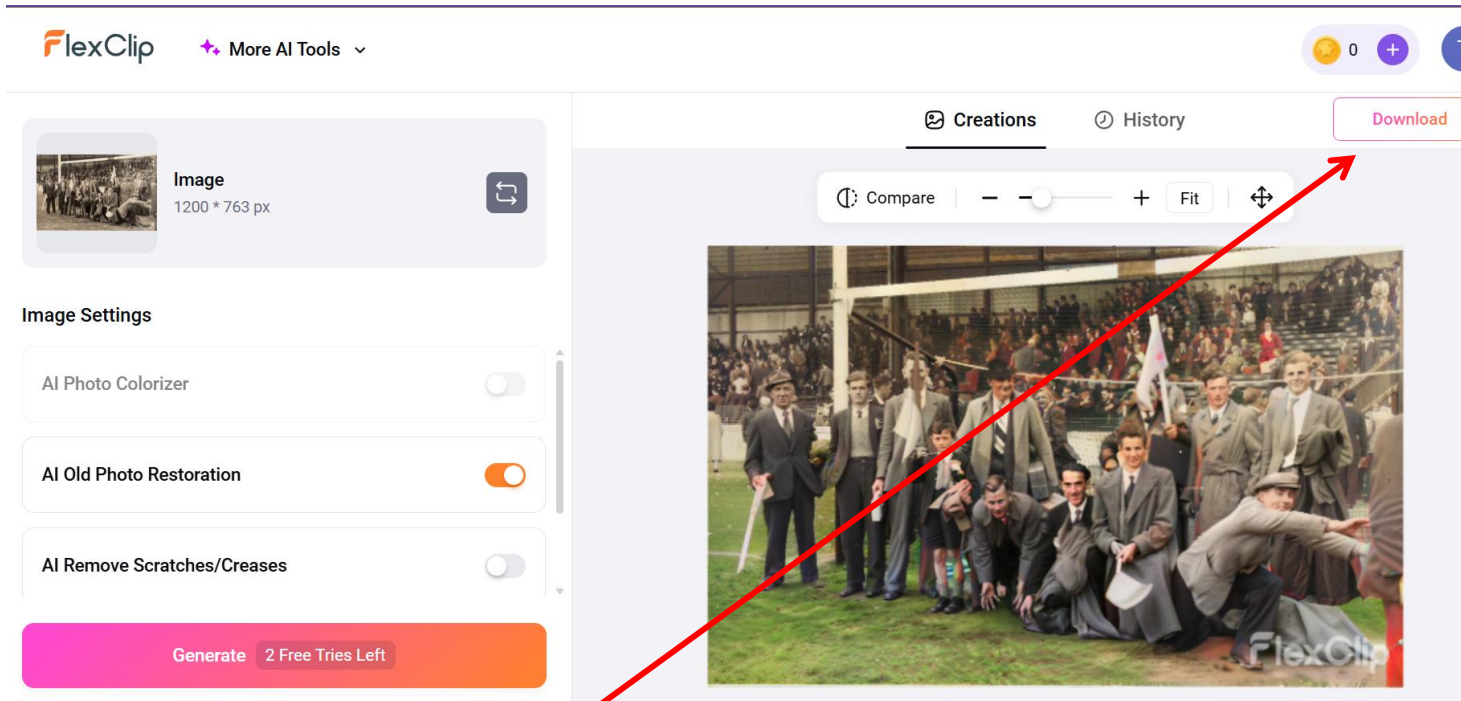 FlexClip
More AI Tools
0
Creations
History
Download
Image
1200 * 763 px
Compare
Fit
Image Settings
AI Photo Colorizer
AI Old Photo Restoration
AI Remove Scratches/Creases
Generate 2 Free Tries Left
FlexClip